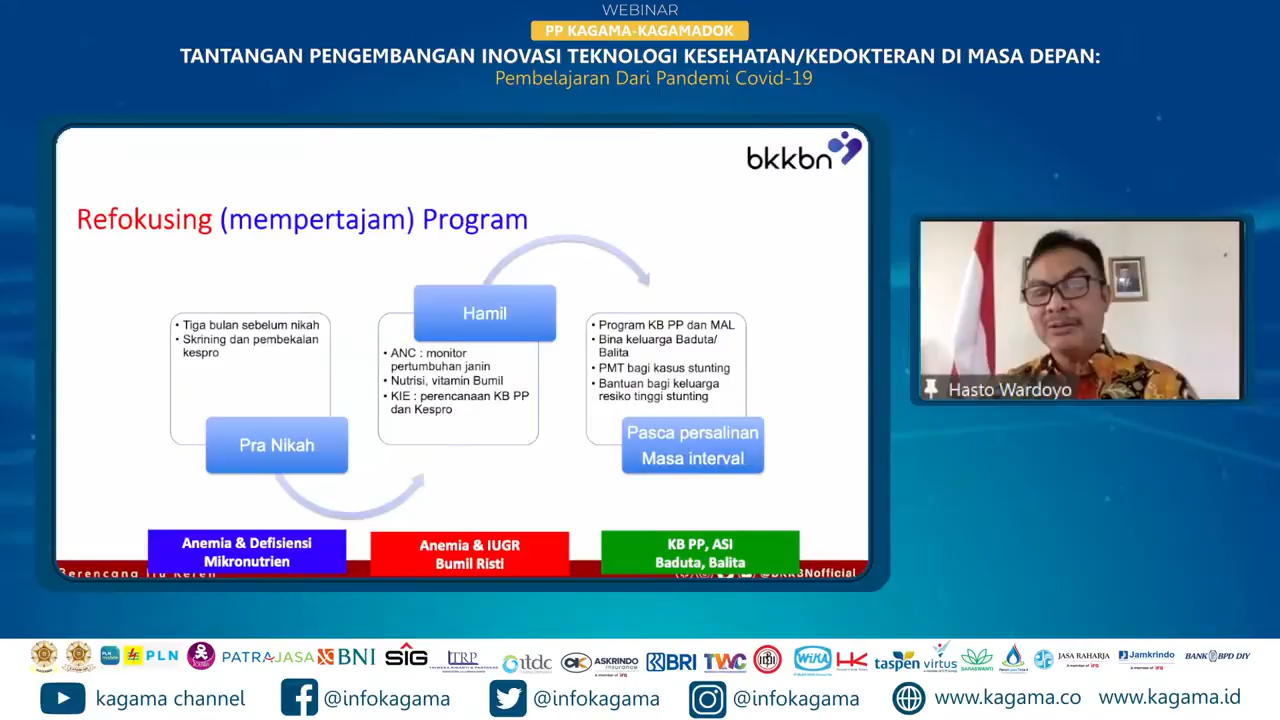 WEBINAR
PP KAGAMA-KAGAMADOK
TANTANGAN PENGEMBANGAN INOVASI TEKNOLOGI KESEHATAN/KEDOKTERAN DI MASA DEPAN:
Pembelajaran Dari Pandemi Covid-19
bkkbn
Refokusing (mempertajam) Program
• Tiga bulan sebelum nikah
• Skrining dan pembekalan
kespro
Pra Nikah
Hamil
• ANC : monitor
pertumbuhan janin
• Nutrisi, vitamin Bumil
• KIE : perencanaan KB PP
dan Kespro
• Program KB PP dan MAL
• Bina keluarga Baduta/
Balita
• PMT bagi kasus stunting
• Bantuan bagi keluarga
resiko tinggi stunting
Pasca persalinan
Masa interval
Anemia & Defisiensi
Mikronutrien
Anemia & IUGR
Bumil Risti
KB PP, ASI
Baduta, Balita
Berencana Itu Keren
@BKKBNofficial
Hasto Wardoyo
PLN
PATRA JASA
BNI
SIG
TRP
itdc
AK
ASKRINDO
insurance
BRI
TWC
WIKA
HK
taspen
virtus
SARASWANTI
JASA RAHARJA
Jamkrindo
BANK BPD DIY
kagama channel
@infokagama
@infokagama
@infokagama
www.kagama.co
www.kagama.id